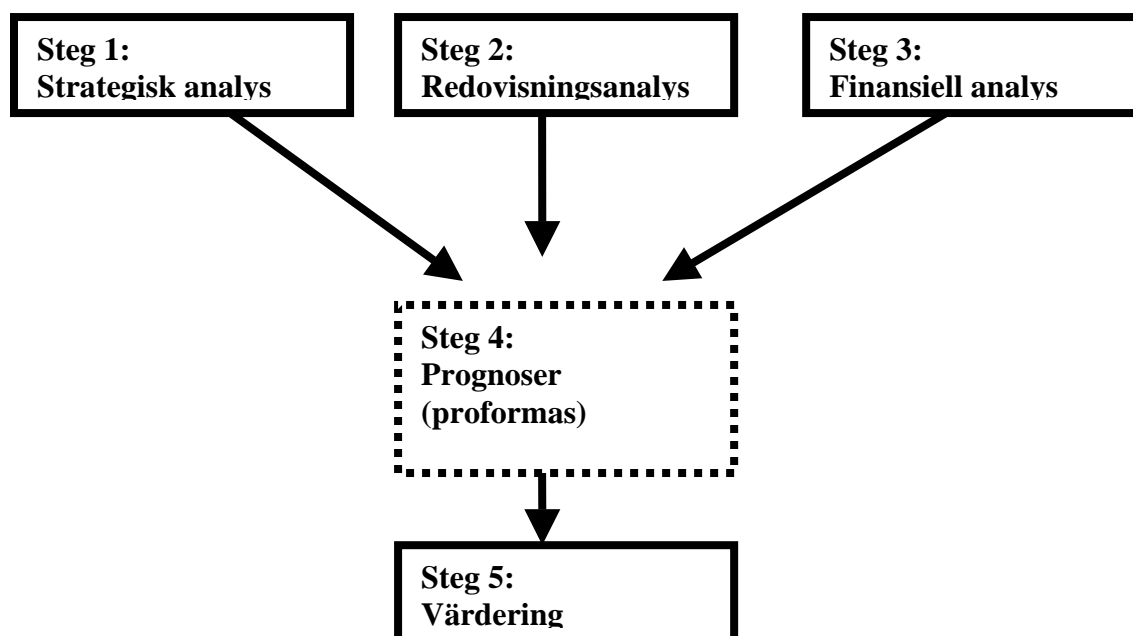 Steg 1:
Strategisk analys
Steg 2:
Redovisningsanalys
Steg 3:
Finansiell analys
Steg 4:
Prognoser
(proformas)
Steg 5:
Värdering